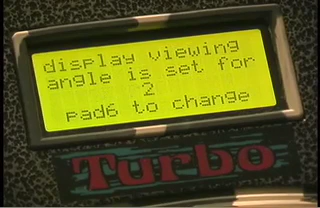 display viewing
angle is set for
2
pad6 to change
Turbo